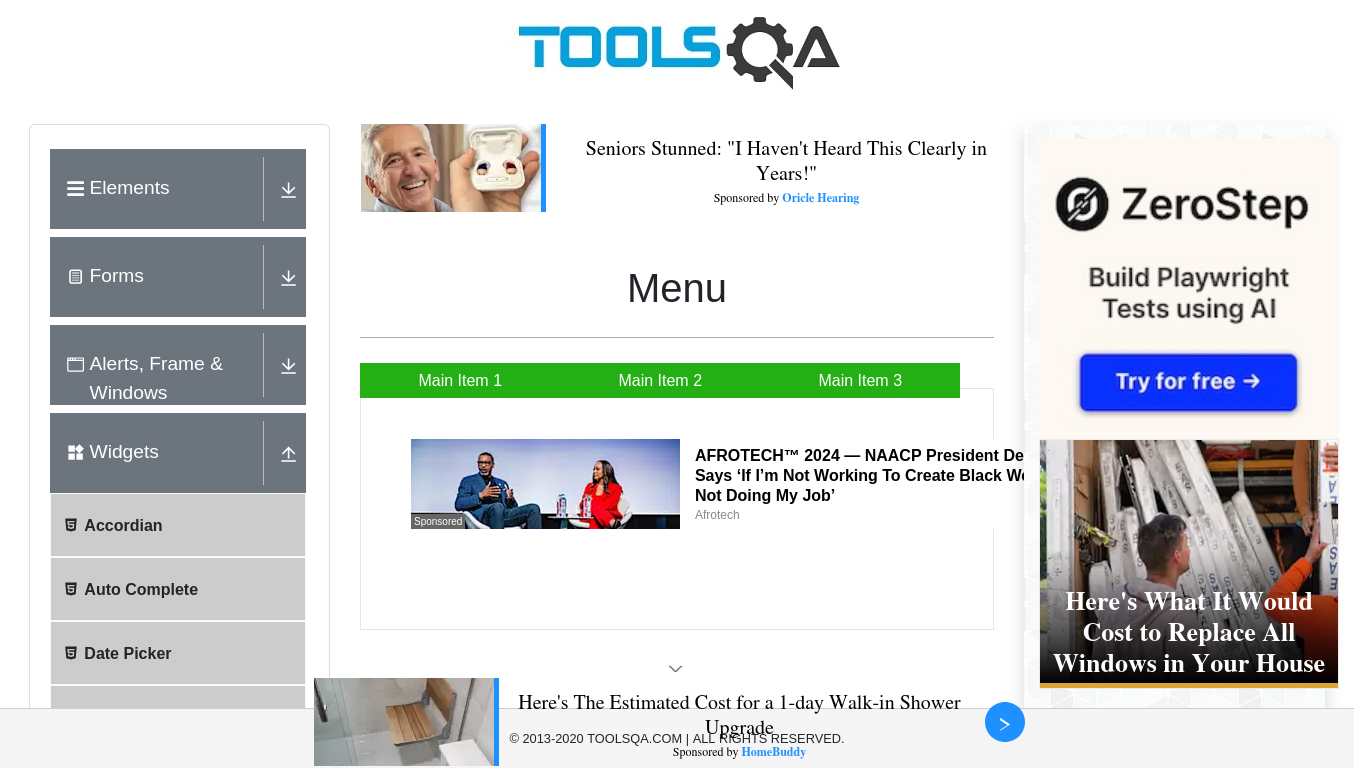 TOOLSQA
Elements
Forms
Alerts, Frame &
Windows
Widgets
Accordian
Auto Complete
Date Picker
Seniors Stunned: "I Haven't Heard This Clearly in
Years!"
Sponsored by Oricle Hearing
Menu
Main Item 1
Main Item 2
Main Item 3
AFROTECH™ 2024 — NAACP President De
Says ‘If I’m Not Working To Create Black We
Not Doing My Job’
Afrotech
Sponsored
ZeroStep
Build Playwright
Tests using AI
Try for free →
Here's What It Would
Cost to Replace All
Windows in Your House
Here's The Estimated Cost for a 1-day Walk-in Shower
Upgrade
© 2013-2020 TOOLSQA.COM | ALL RIGHTS RESERVED.
Sponsored by HomeBuddy